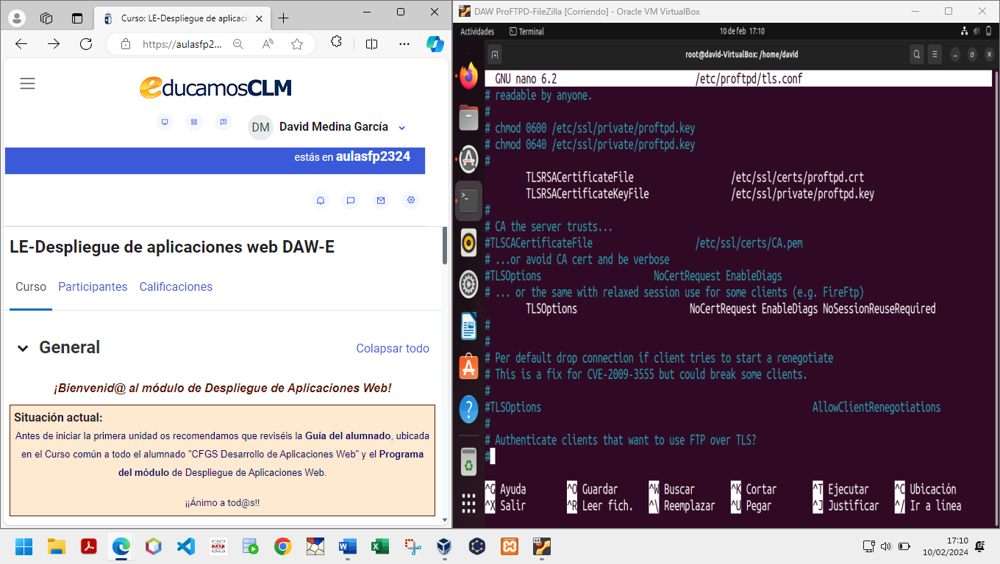 Curso: LE-Despliegue de aplicacio
https://aulasfp2...
educamosCLM
DM David Medina García
estás en aulasfp2324
LE-Despliegue de aplicaciones web DAW-E
Curso Participantes Calificaciones
General Colapsar todo
¡Bienvenid@ al módulo de Despliegue de Aplicaciones Web!
Situación actual:
Antes de iniciar la primera unidad os recomendamos que reviséis la Guía del alumnado, ubicada
en el Curso común a todo el alumnado "CFGS Desarrollo de Aplicaciones Web" y el Programa
del módulo de Despliegue de Aplicaciones Web.
¡¡Ánimo a tod@s!!
DAW ProFTPD-FileZilla [Corriendo] - Oracle VM VirtualBox
Actividades Terminal 10 de feb 17:10
root@david-VirtualBox: /home/david
GNU nano 6.2 /etc/proftpd/tls.conf
# readable by anyone.
#
# chmod 0600 /etc/ssl/private/proftpd.key
# chmod 0640 /etc/ssl/private/proftpd.key
#
TLSRSACertificateFile /etc/ssl/certs/proftpd.crt
TLSRSACertificateKeyFile /etc/ssl/private/proftpd.key
#
# CA the server trusts...
#TLSCACertificateFile /etc/ssl/certs/CA.pem
# ...or avoid CA cert and be verbose
#TLSOptions NoCertRequest EnableDiags
# ... or the same with relaxed session use for some clients (e.g. FireFtp)
TLSOptions NoCertRequest EnableDiags NoSessionReuseRequired
#
#
# Per default drop connection if client tries to start a renegotiate
# This is a fix for CVE-2009-3555 but could break some clients.
#
#TLSOptions AllowClientRenegotiations
#
# Authenticate clients that want to use FTP over TLS?
#
^G Ayuda ^O Guardar ^W Buscar ^K Cortar ^T Ejecutar ^C Ubicación
^X Salir ^R Leer fich. ^\ Reemplazar ^U Pegar ^J Justificar ^/ Ir a línea
17:10
10/02/2024